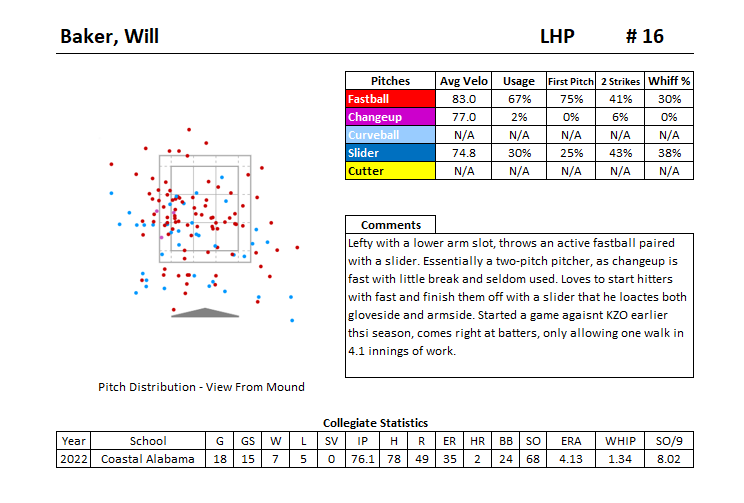 Baker, Will LHP # 16
Pitches Avg Velo Usage First Pitch 2 Strikes Whiff %
Fastball 83.0 67% 75% 41% 30%
Changeup 77.0 2% 0% 6% 0%
Curveball N/A N/A N/A N/A N/A
Slider 74.8 30% 25% 43% 38%
Cutter N/A N/A N/A N/A N/A
Comments
Lefty with a lower arm slot, throws an active fastball paired
with a slider. Essentially a two-pitch pitcher, as changeup is
fast with little break and seldom used. Loves to start hitters
with fast and finish them off with a slider that he loactes both
gloveside and armside. Started a game agaisnt KZO earlier
thsi season, comes right at batters, only allowing one walk in
4.1 innings of work.
Pitch Distribution - View From Mound
Collegiate Statistics
Year School G GS W L SV IP H R ER HR BB SO ERA WHIP SO/9
2022 Coastal Alabama 18 15 7 5 0 76.1 78 49 35 2 24 68 4.13 1.34 8.02